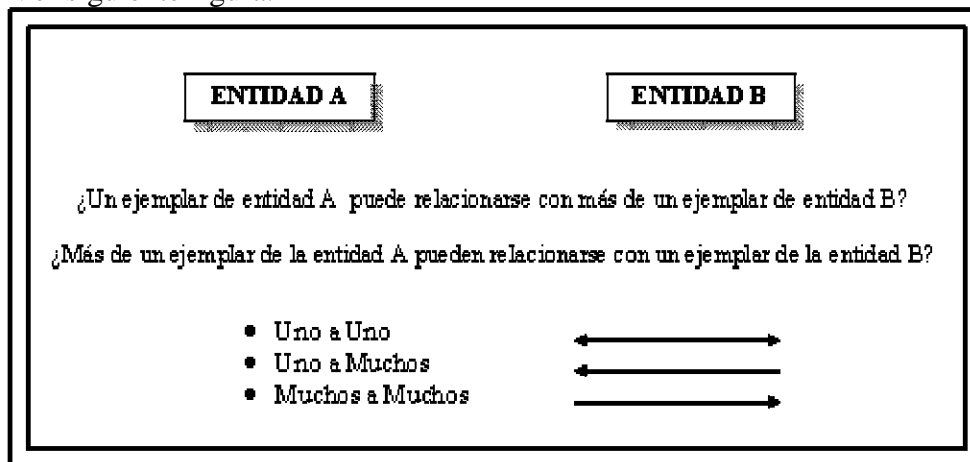 ENTIDAD A ENTIDAD B
¿Un ejemplar de entidad A puede relacionarse con más de un ejemplar de entidad B?
¿Más de un ejemplar de la entidad A pueden relacionarse con un ejemplar de la entidad B?
• Uno a Uno
• Uno a Muchos
• Muchos a Muchos